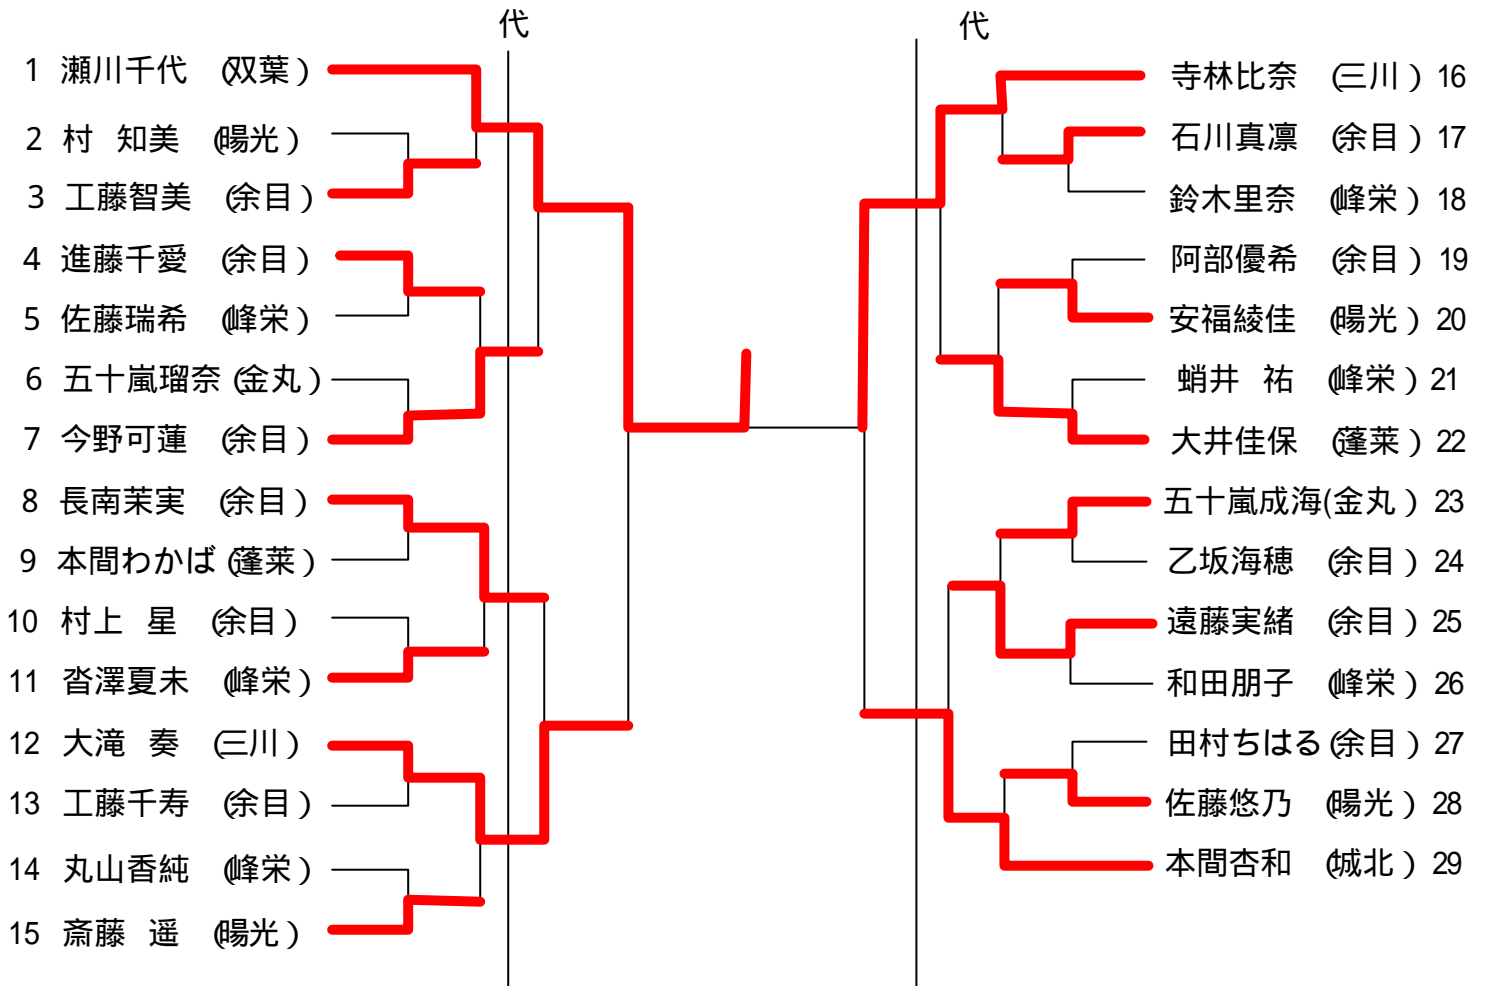 代
代
1 瀬川千代 (双葉)
2 村 知美 (陽光)
3 工藤智美 (余目)
4 進藤千愛 (余目)
5 佐藤瑞希 (峰栄)
6 五十嵐瑠奈 (金丸)
7 今野可蓮 (余目)
8 長南茉実 (余目)
9 本間わかば (蓬莱)
10 村上 星 (余目)
11 沓澤夏未 (峰栄)
12 大滝 奏 (三川)
13 工藤千寿 (余目)
14 丸山香純 (峰栄)
15 斎藤 遥 (陽光)
寺林比奈 (三川) 16
石川真凛 (余目) 17
鈴木里奈 (峰栄) 18
阿部優希 (余目) 19
安福綾佳 (陽光) 20
蛸井 祐 (峰栄) 21
大井佳保 (蓬莱) 22
五十嵐成海(金丸) 23
乙坂海穂 (余目) 24
遠藤実緒 (余目) 25
和田朋子 (峰栄) 26
田村ちはる (余目) 27
佐藤悠乃 (陽光) 28
本間杏和 (城北) 29